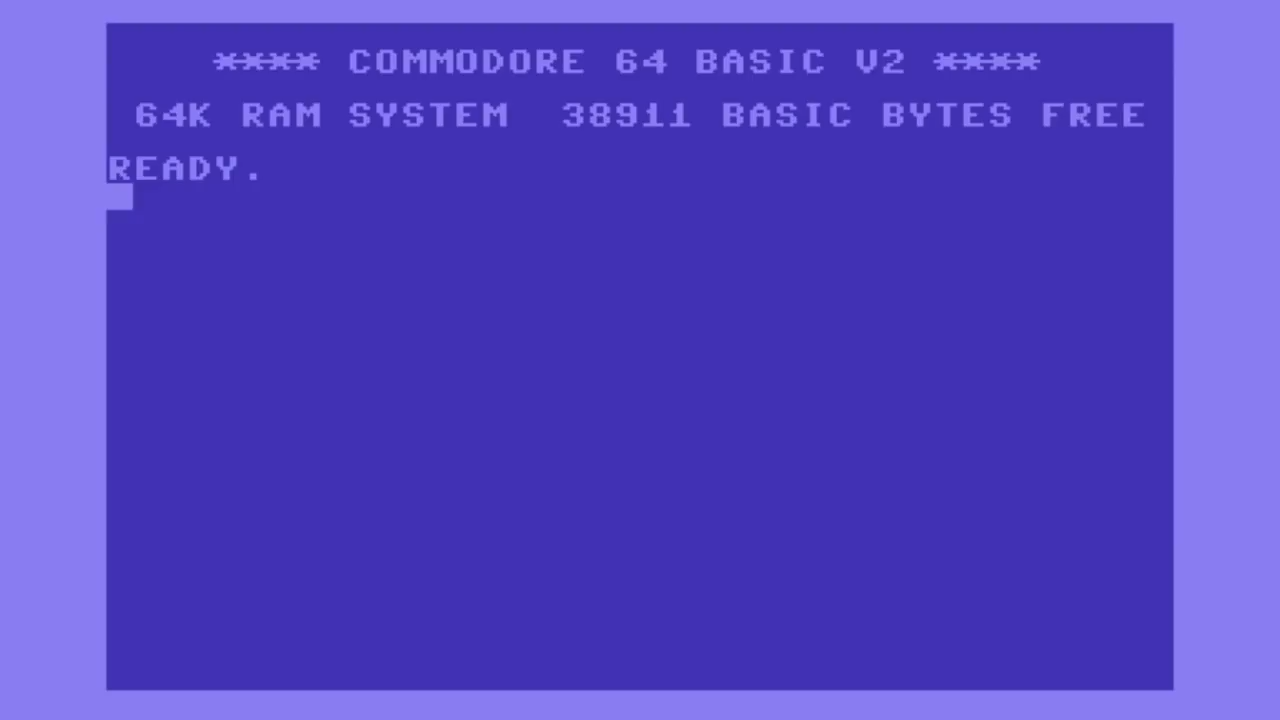 **** COMMODORE 64 BASIC V2 ****
64K RAM SYSTEM  38911 BASIC BYTES FREE
READY.